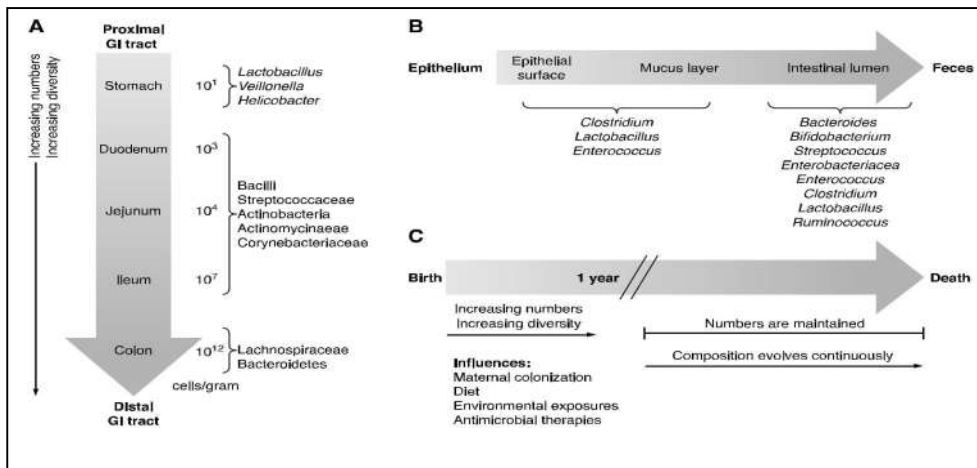 A
Proximal
GI tract
Increasing numbers
Increasing diversity
Stomach
10¹
Lactobacillus
Veillonella
Helicobacter
Duodenum
10³
Jejunum
10⁴
Ileum
10⁷
Bacilli
Streptococcaceae
Actinobacteria
Actinomycinaeae
Corynebacteriaceae
Colon
10¹²
Lachnospiraceae
Bacteroidetes
cells/gram
Distal
GI tract
B
Epithelium
Epithelial
surface
Mucus layer
Intestinal lumen
Feces
Clostridium
Lactobacillus
Enterococcus
Bacteroides
Bifidobacterium
Streptococcus
Enterobacteriacea
Enterococcus
Clostridium
Lactobacillus
Ruminococcus
C
Birth
1 year
Death
Increasing numbers
Increasing diversity
Numbers are maintained
Composition evolves continuously
Influences:
Maternal colonization
Diet
Environmental exposures
Antimicrobial therapies